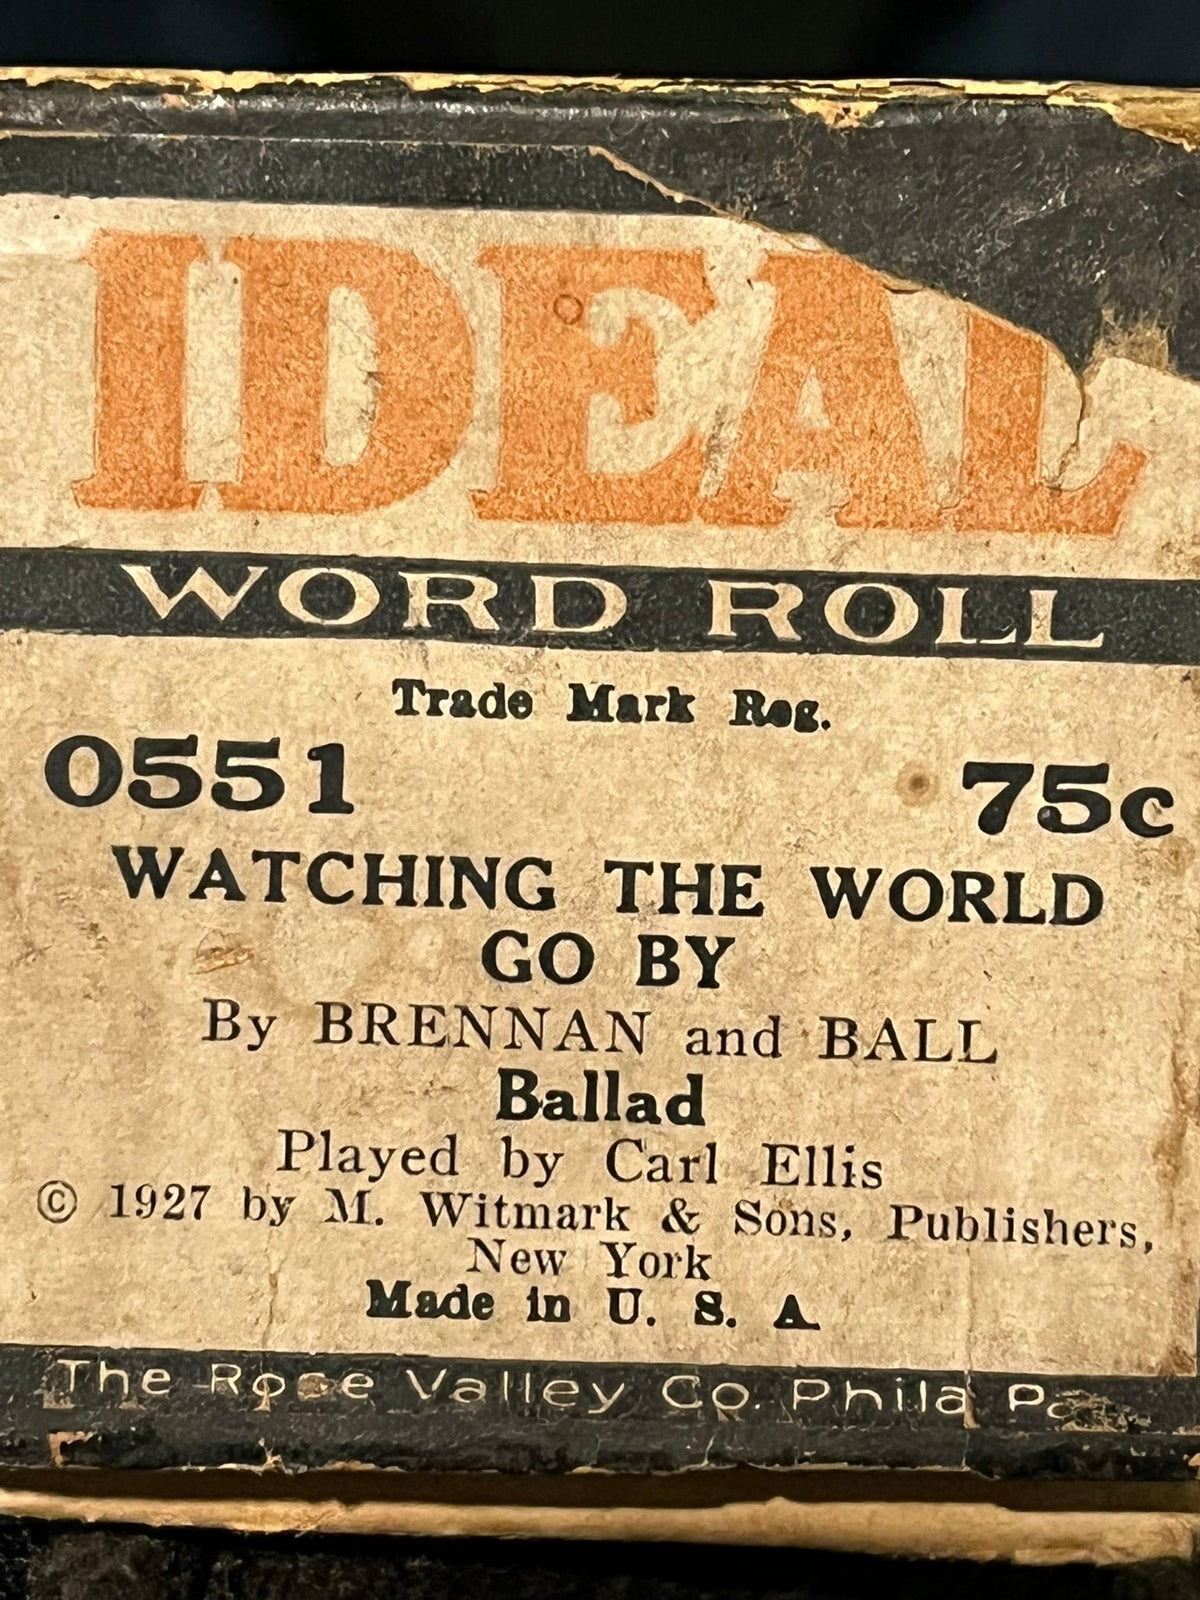 IDEAL
WORD ROLL
Trade Mark Reg.
0551 75c
WATCHING THE WORLD
GO BY
By BRENNAN and BALL
Ballad
Played by Carl Ellis
© 1927 by M. Witmark & Sons, Publishers,
New York
Made in U. S. A.
The Rose Valley Co. Phila Pa